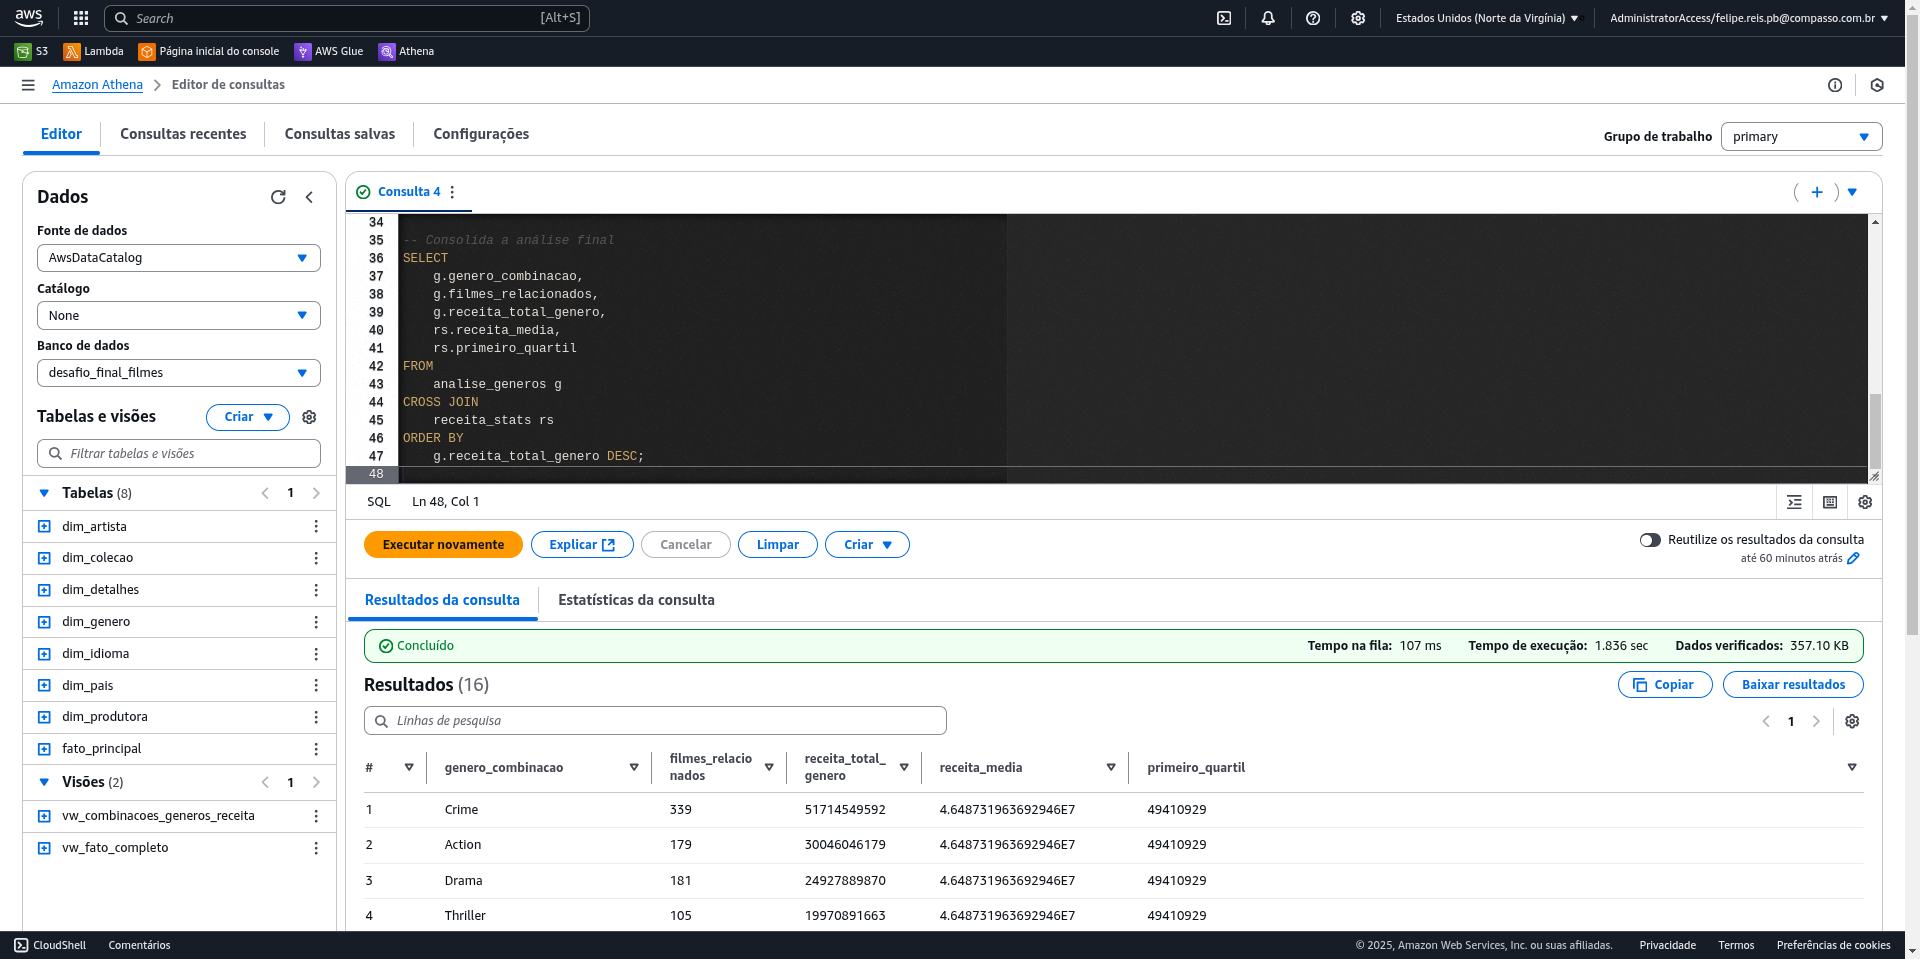 aws
Search
[Alt+S]
Estados Unidos (Norte da Virgínia)
AdministratorAccess/felipe.reis.pb@compasso.com.br
S3
Lambda
Página inicial do console
AWS Glue
Athena
Amazon Athena
Editor de consultas
Editor
Consultas recentes
Consultas salvas
Configurações
Grupo de trabalho
primary
Dados
Fonte de dados
AwsDataCatalog
Catálogo
None
Banco de dados
desafio_final_filmes
Tabelas e visões
Criar
Filtrar tabelas e visões
Tabelas (8)
1
dim_artista
dim_colecao
dim_detalhes
dim_genero
dim_idioma
dim_pais
dim_produtora
fato_principal
Visões (2)
1
vw_combinacoes_generos_receita
vw_fato_completo
Consulta 4
34
35 -- Consolida a análise final
36 SELECT
37 g.genero_combinacao,
38 g.filmes_relacionados,
39 g.receita_total_genero,
40 rs.receita_media,
41 rs.primeiro_quartil
42 FROM
43 analise_generos g
44 CROSS JOIN
45 receita_stats rs
46 ORDER BY
47 g.receita_total_genero DESC;
48
SQL Ln 48, Col 1
Executar novamente
Explicar
Cancelar
Limpar
Criar
Reutilize os resultados da consulta
até 60 minutos atrás
Resultados da consulta
Estatísticas da consulta
Concluído
Tempo na fila: 107 ms
Tempo de execução: 1.836 sec
Dados verificados: 357.10 KB
Resultados (16)
Copiar
Baixar resultados
Linhas de pesquisa
1
# genero_combinacao filmes_relacionados receita_total_genero receita_media primeiro_quartil
1 Crime 339 51714549592 4.648731963692946E7 49410929
2 Action 179 30046046179 4.648731963692946E7 49410929
3 Drama 181 24927889870 4.648731963692946E7 49410929
4 Thriller 105 19970891663 4.648731963692946E7 49410929
CloudShell
Comentários
© 2025, Amazon Web Services, Inc. ou suas afiliadas.
Privacidade
Termos
Preferências de cookies